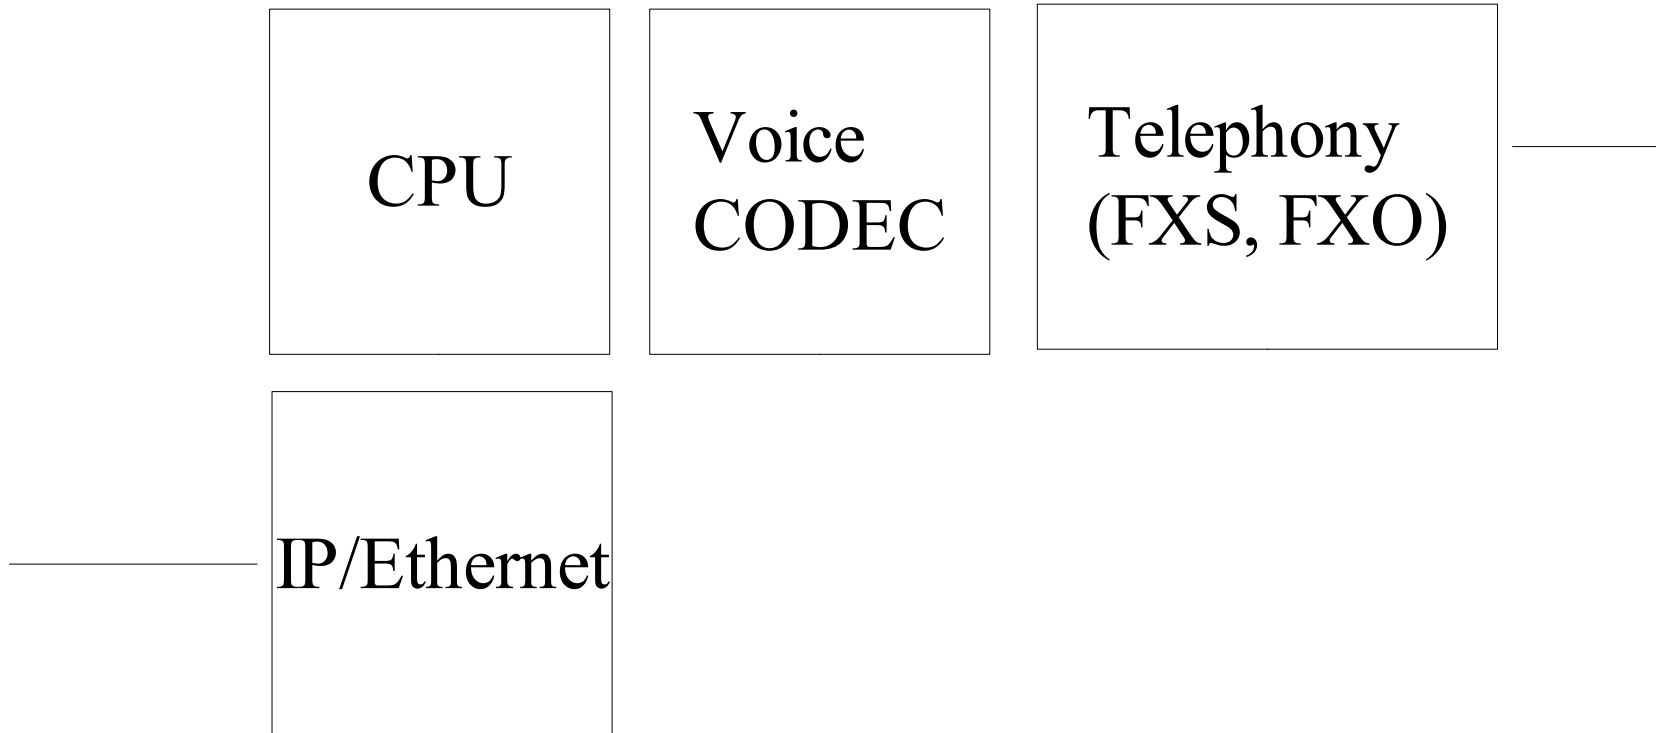 CPU
Voice
CODEC
Telephony
(FXS, FXO)
IP/Ethernet